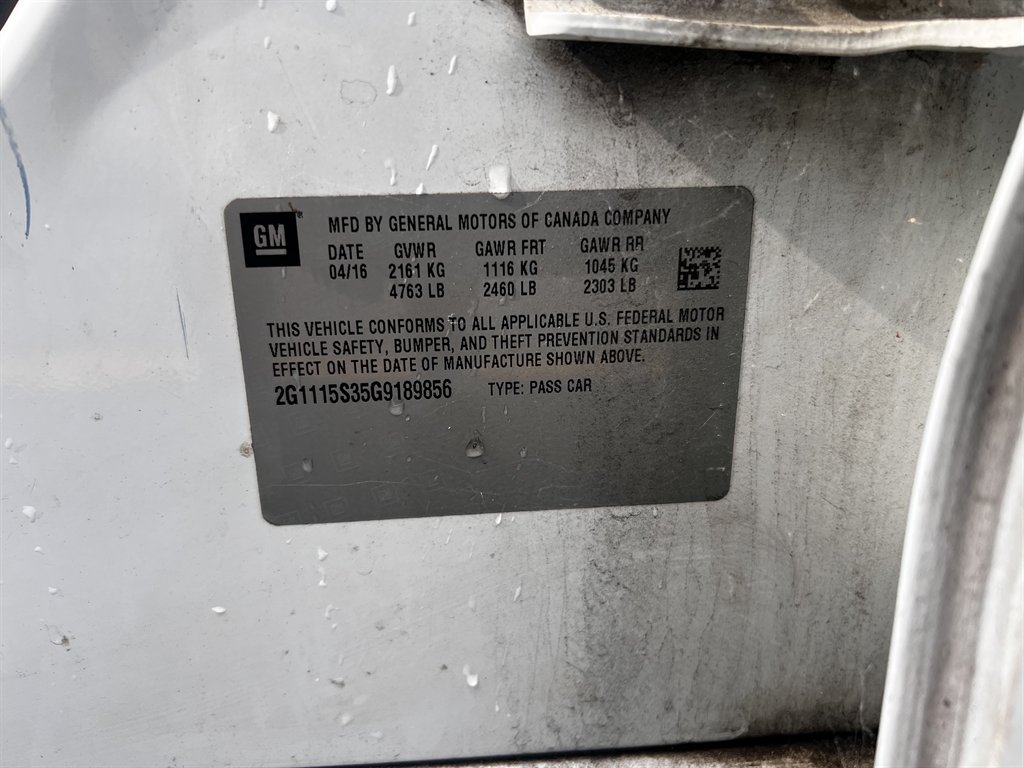 GM
MFD BY GENERAL MOTORS OF CANADA COMPANY
DATE GVWR GAWR FRT GAWR RR
04/16 2161 KG 1116 KG 1045 KG
4763 LB 2460 LB 2303 LB
THIS VEHICLE CONFORMS TO ALL APPLICABLE U.S. FEDERAL MOTOR
VEHICLE SAFETY, BUMPER, AND THEFT PREVENTION STANDARDS IN
EFFECT ON THE DATE OF MANUFACTURE SHOWN ABOVE.
2G1115S35G9189856 TYPE: PASS CAR